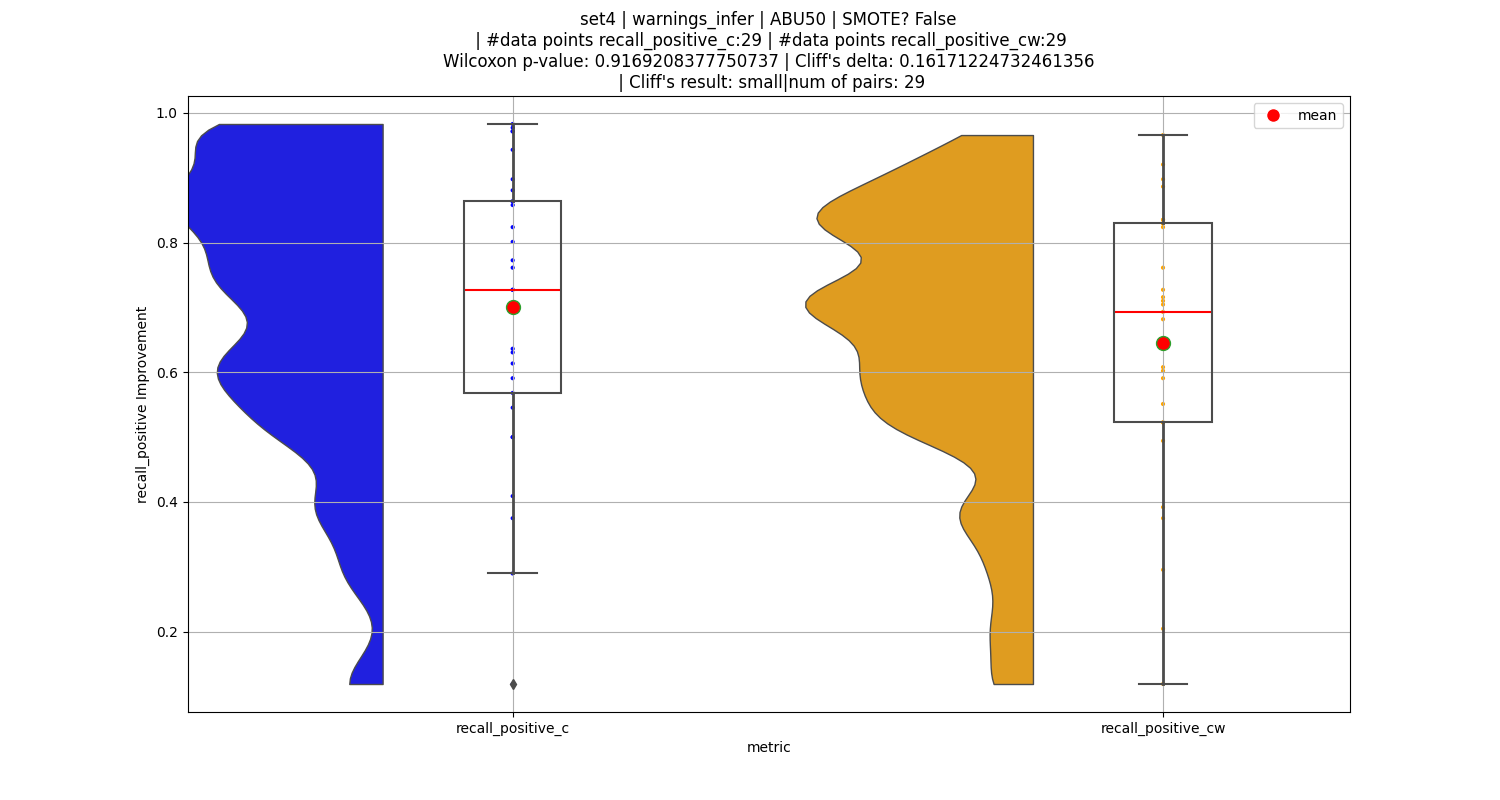 set4 | warnings_infer | ABU50 | SMOTE? False
| #data points recall_positive_c:29 | #data points recall_positive_cw:29
Wilcoxon p-value: 0.9169208377750737 | Cliff's delta: 0.16171224732461356
| Cliff's result: small|num of pairs: 29
mean
1.0
0.8
0.6
0.4
0.2
recall_positive Improvement
recall_positive_c
recall_positive_cw
metric